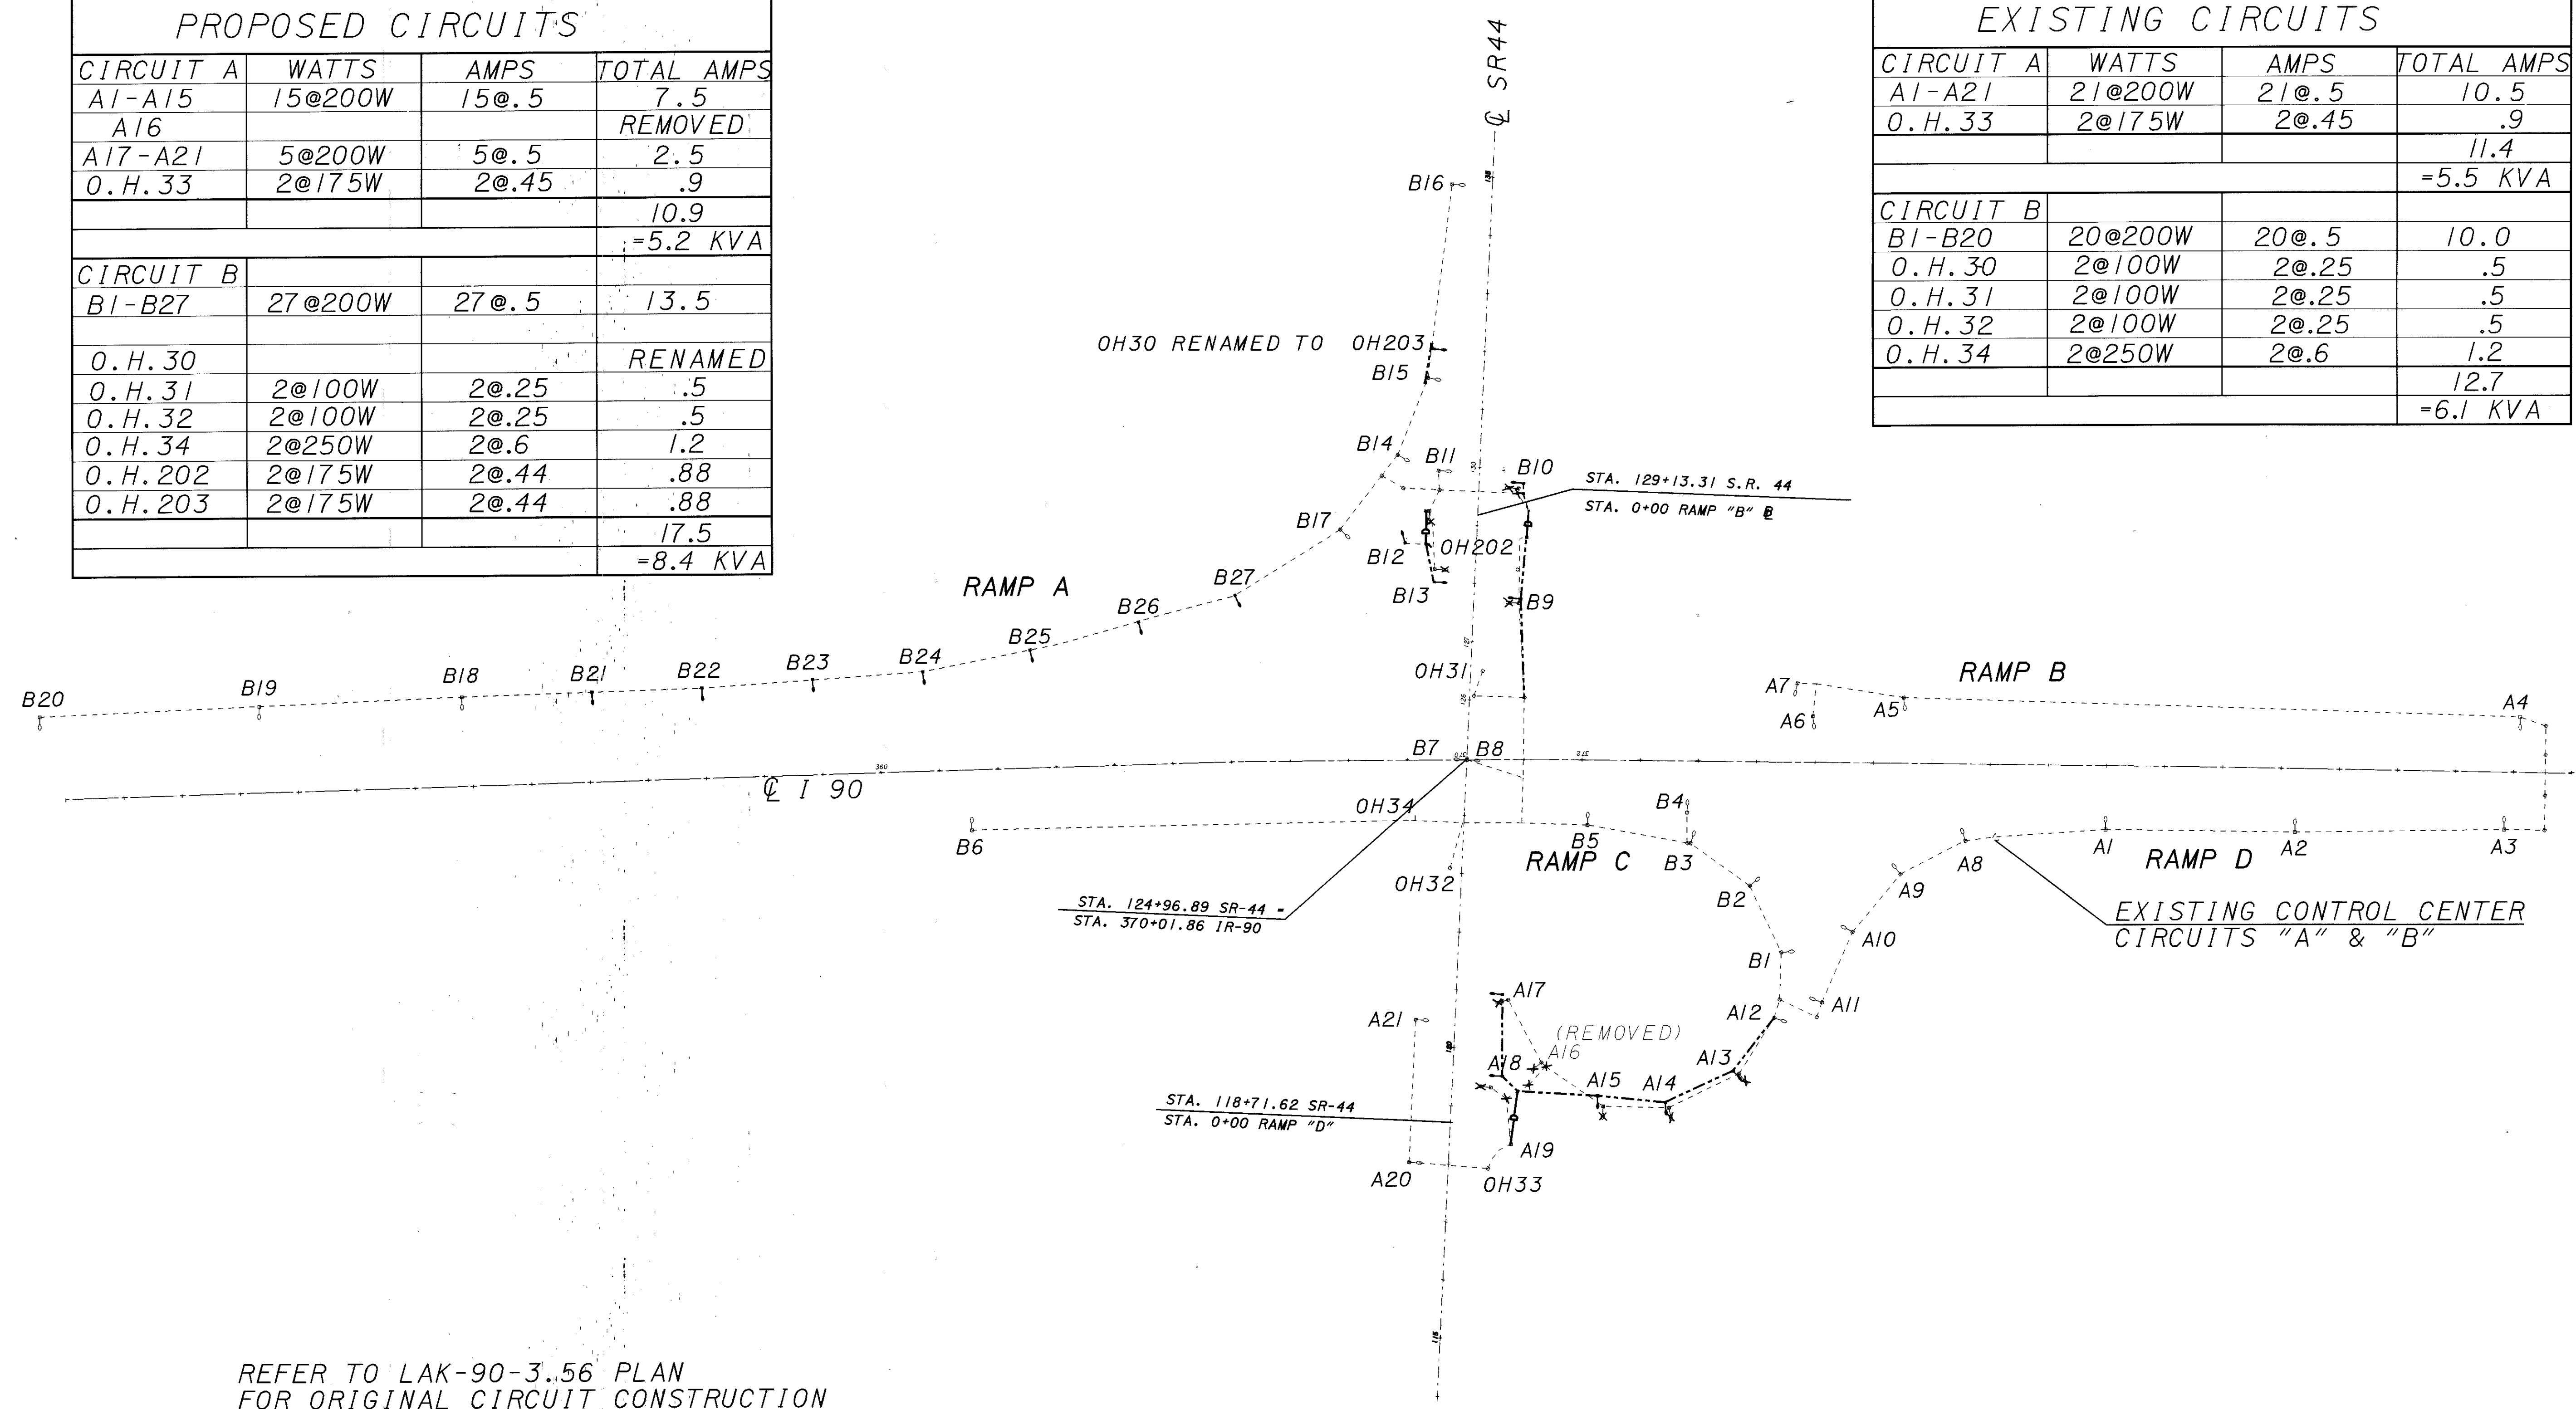 PROPOSED CIRCUITS
CIRCUIT A WATTS AMPS TOTAL AMPS
A1-A15 15@200W 15@.5 7.5
A16 REMOVED
A17-A21 5@200W 5@.5 2.5
O.H.33 2@175W 2@.45 .9
10.9
=5.2 KVA
CIRCUIT B
B1-B27 27@200W 27@.5 13.5
O.H.30 RENAMED
O.H.31 2@100W 2@.25 .5
O.H.32 2@100W 2@.25 .5
O.H.34 2@250W 2@.6 1.2
O.H.202 2@175W 2@.44 .88
O.H.203 2@175W 2@.44 .88
17.5
=8.4 KVA
EXISTING CIRCUITS
CIRCUIT A WATTS AMPS TOTAL AMPS
A1-A21 21@200W 21@.5 10.5
O.H.33 2@175W 2@.45 .9
11.4
=5.5 KVA
CIRCUIT B
B1-B20 20@200W 20@.5 10.0
O.H.30 2@100W 2@.25 .5
O.H.31 2@100W 2@.25 .5
O.H.32 2@100W 2@.25 .5
O.H.34 2@250W 2@.6 1.2
12.7
=6.1 KVA
℄ SR44
B16
OH30 RENAMED TO OH203
B15
B14
B11
130
B10
STA. 129+13.31 S.R. 44
STA. 0+00 RAMP "B" ℄
B17
B12
OH202
B13
B9
RAMP A
B27
B26
B25
B24
B23
B22
B21
B18
B19
B20
127
OH31
126
RAMP B
A7
A6
A5
A4
B7
370
B8
372
360
℄ I 90
OH34
B6
B5
B4
B3
RAMP C
B2
B1
OH32
A8
A1
RAMP D
A2
A3
A9
A10
A11
A12
STA. 124+96.89 SR-44 =
STA. 370+01.86 IR-90
EXISTING CONTROL CENTER
CIRCUITS "A" & "B"
A17
A21
(REMOVED)
A16
120
A18
A15
A14
A13
STA. 118+71.62 SR-44
STA. 0+00 RAMP "D"
A19
A20
OH33
115
REFER TO LAK-90-3.56 PLAN
FOR ORIGINAL CIRCUIT CONSTRUCTION